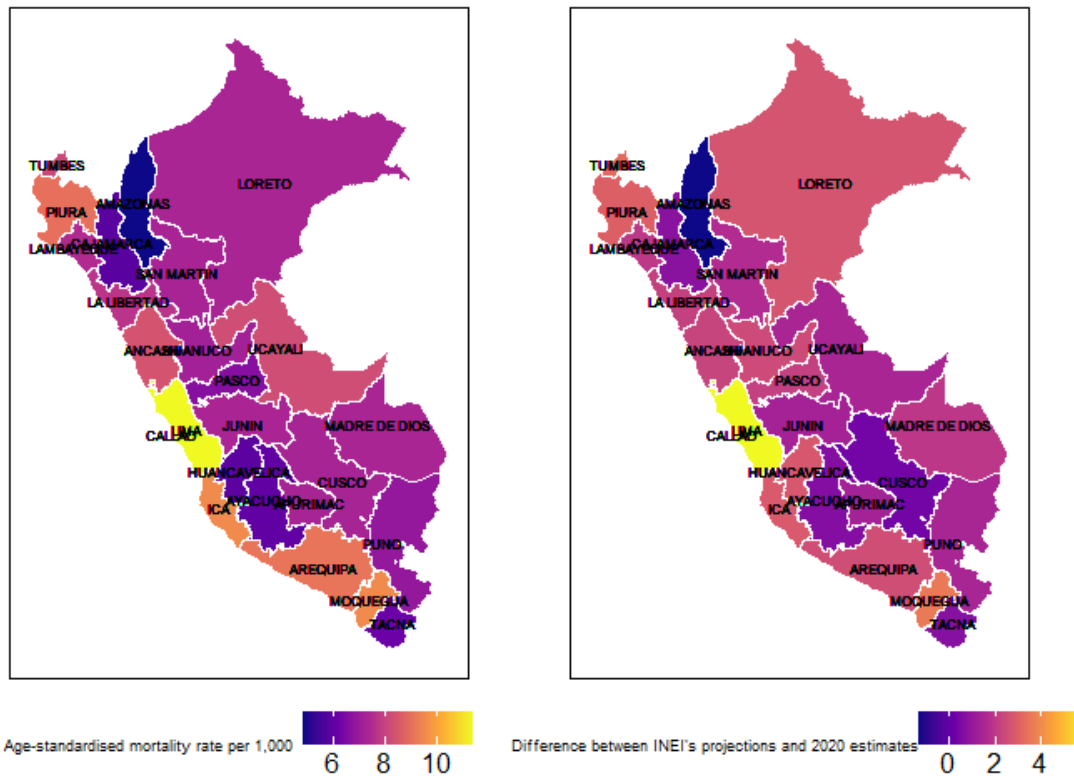 LORETO
TUMBES
AMAZONAS
PIURA
CAJAMARCA
LAMBAYEQUE
SAN MARTIN
LA LIBERTAD
ANCASH
HUANUCO
UCAYALI
PASCO
LIMA
CALLAO
JUNIN
MADRE DE DIOS
HUANCAVELICA
CUSCO
AYACUCHO
APURIMAC
ICA
PUNO
AREQUIPA
MOQUEGUA
TACNA
Age-standardised mortality rate per 1,000
6 8 10
LORETO
TUMBES
AMAZONAS
PIURA
CAJAMARCA
LAMBAYEQUE
SAN MARTIN
LA LIBERTAD
ANCASH
HUANUCO
UCAYALI
PASCO
LIMA
CALLAO
JUNIN
MADRE DE DIOS
HUANCAVELICA
CUSCO
AYACUCHO
APURIMAC
ICA
PUNO
AREQUIPA
MOQUEGUA
TACNA
Difference between INEI's projections and 2020 estimates
0 2 4